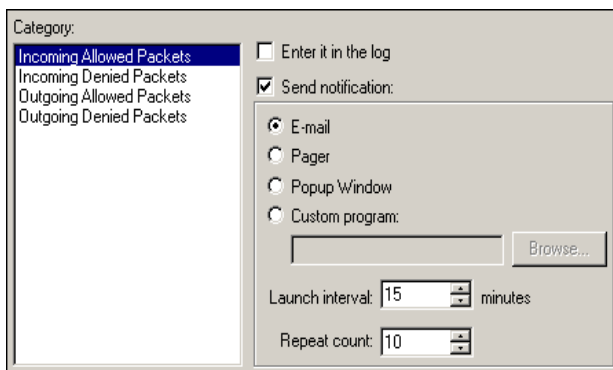 Category:
Incoming Allowed Packets
Incoming Denied Packets
Outgoing Allowed Packets
Outgoing Denied Packets
Enter it in the log
Send notification:
E-mail
Pager
Popup Window
Custom program:
Browse...
Launch interval: 15 minutes
Repeat count: 10